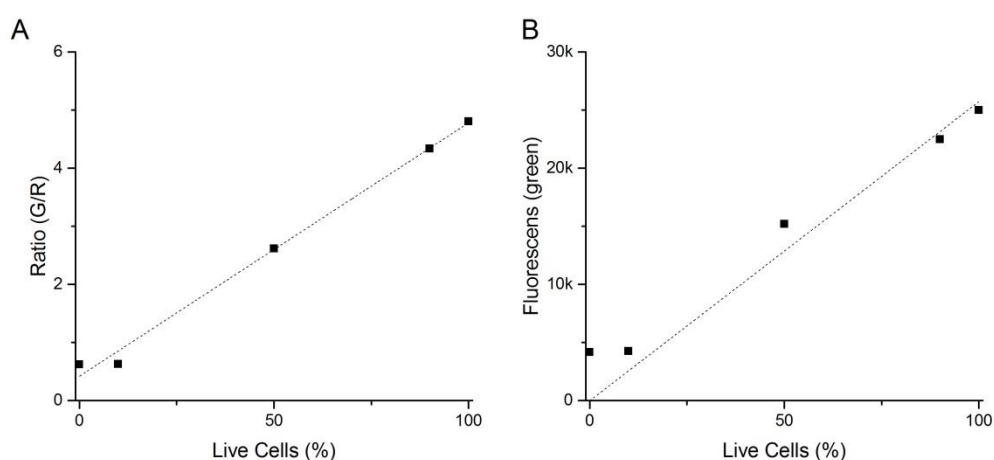 A
Ratio (G/R)
6
4
2
0
0
50
100
Live Cells (%)
B
Fluorescens (green)
30k
20k
10k
0
0
50
100
Live Cells (%)